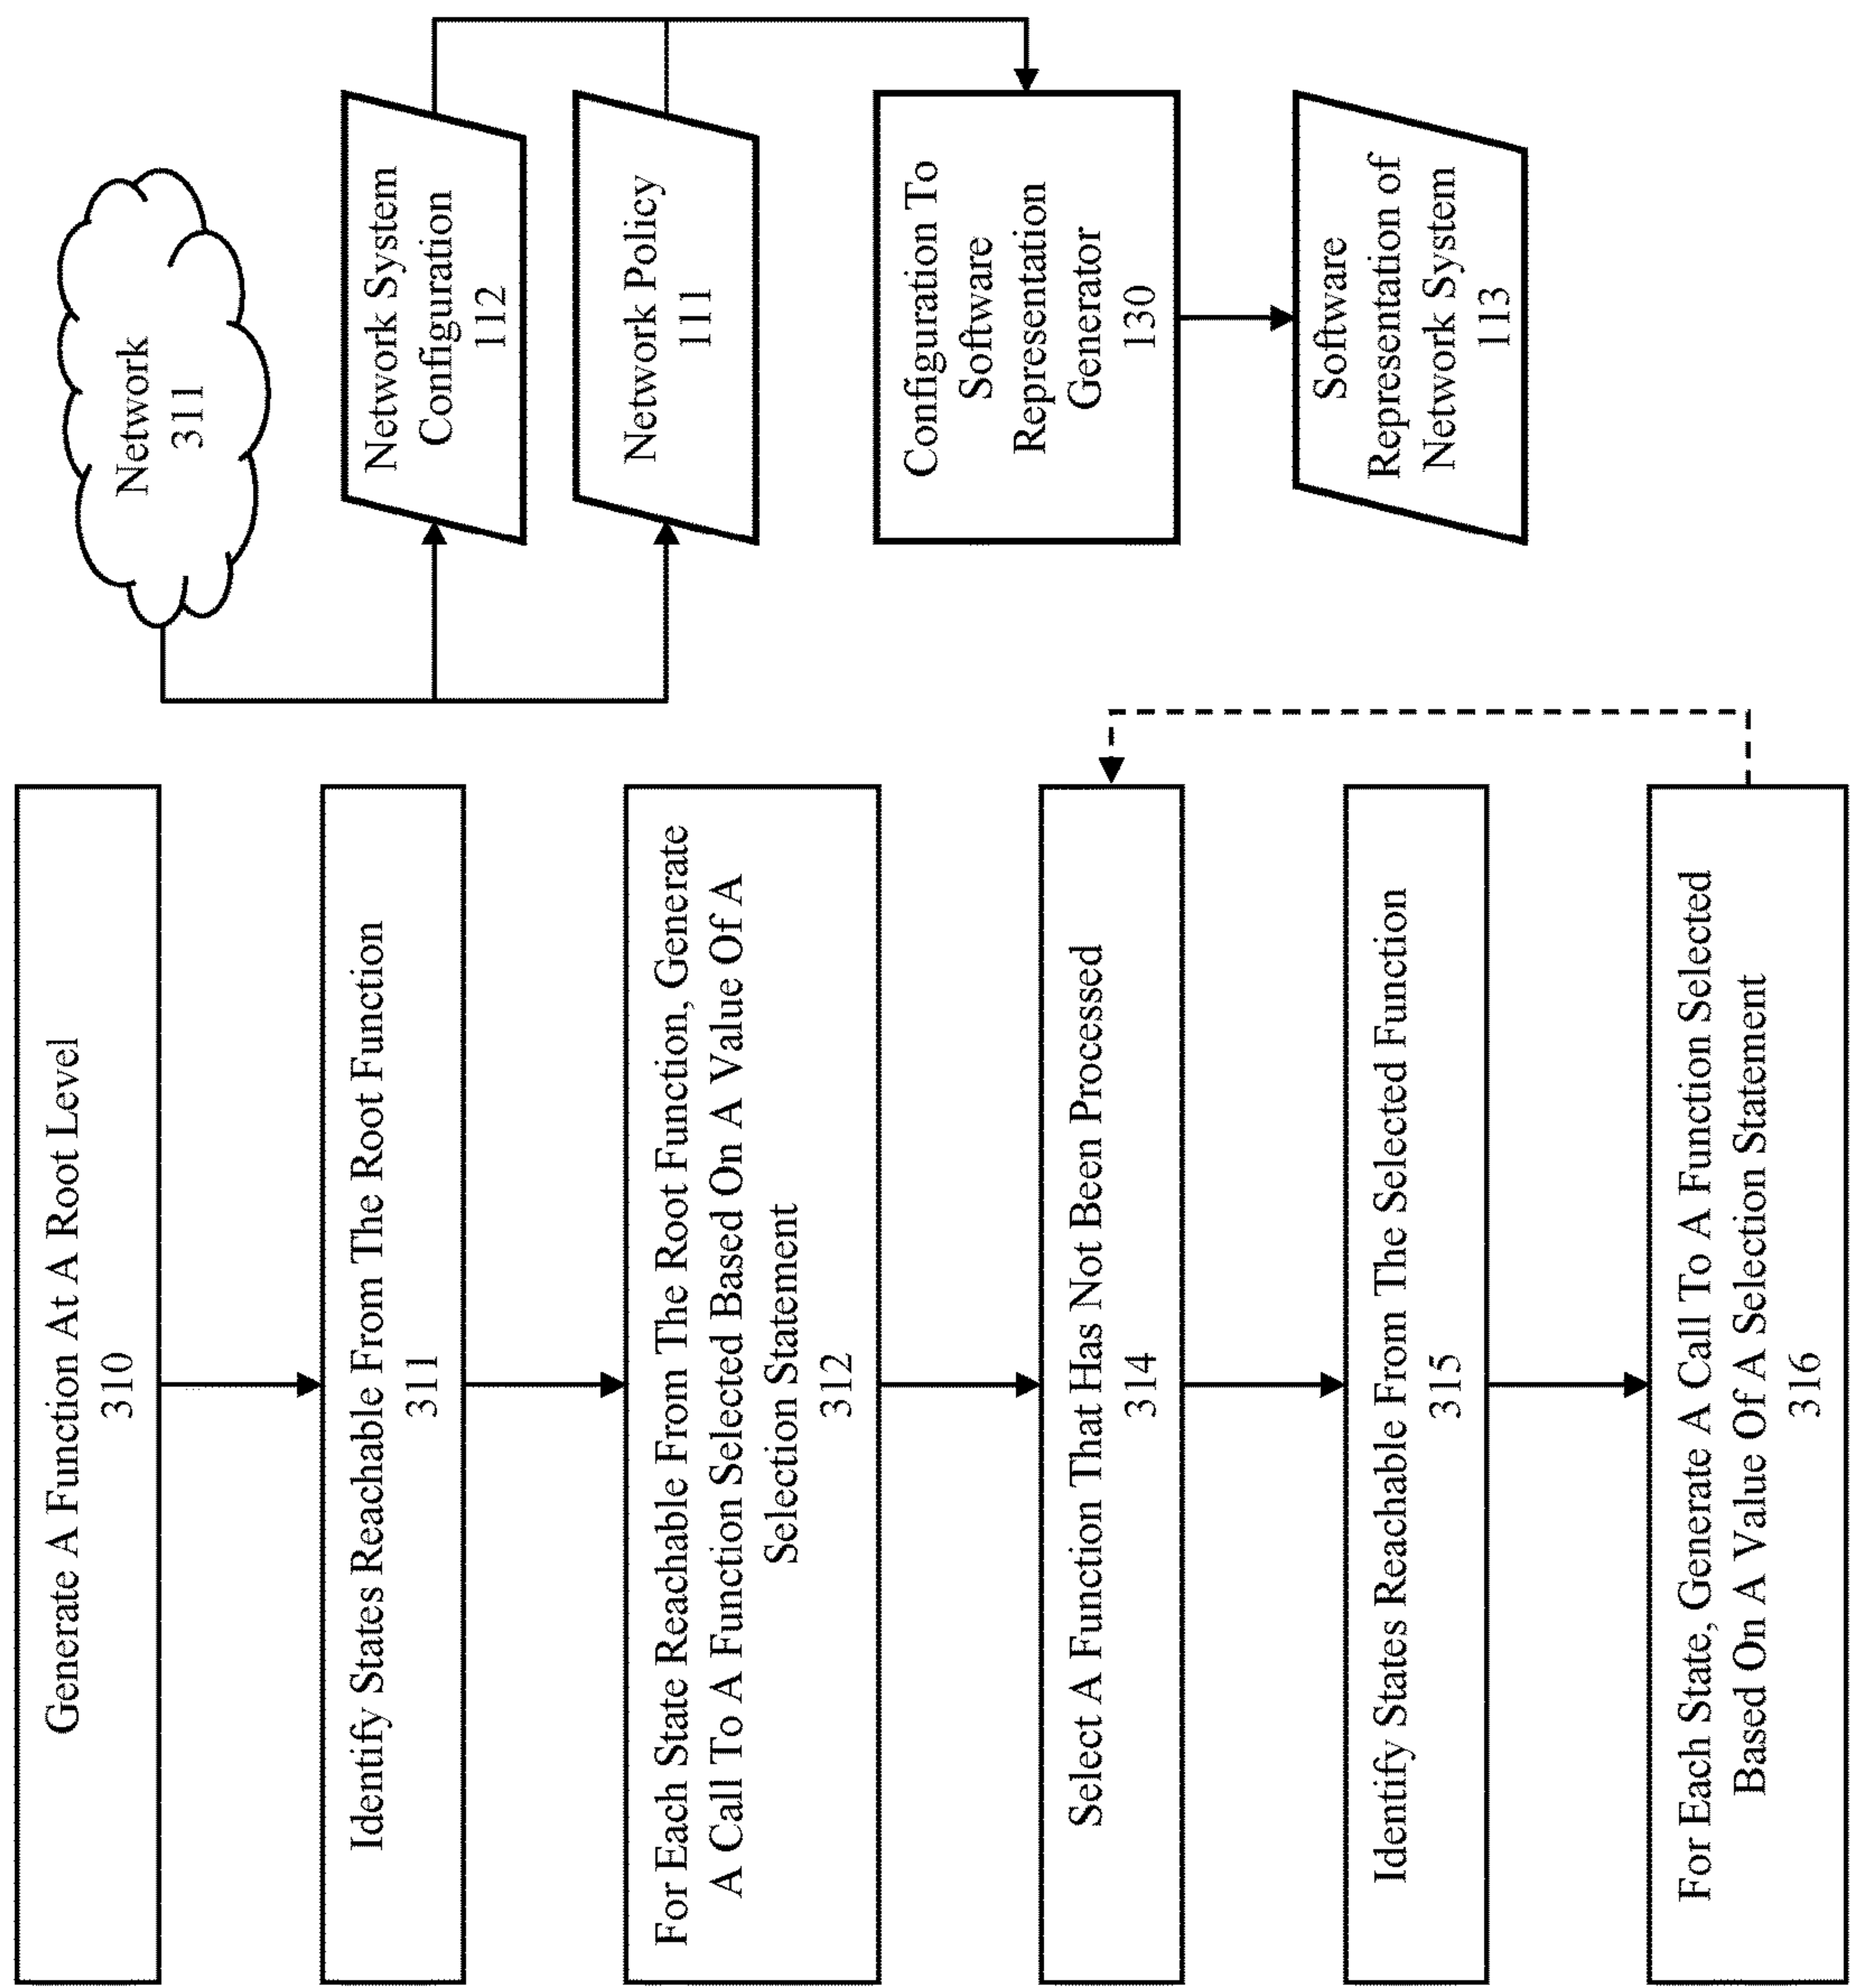 Generate A Function At A Root Level
310
Identify States Reachable From The Root Function
311
For Each State Reachable From The Root Function, Generate
A Call To A Function Selected Based On A Value Of A
Selection Statement
312
Select A Function That Has Not Been Processed
314
Identify States Reachable From The Selected Function
315
For Each State, Generate A Call To A Function Selected
Based On A Value Of A Selection Statement
316
Network
311
Network System
Configuration
112
Network Policy
111
Configuration To
Software
Representation
Generator
130
Software
Representation of
Network System
113